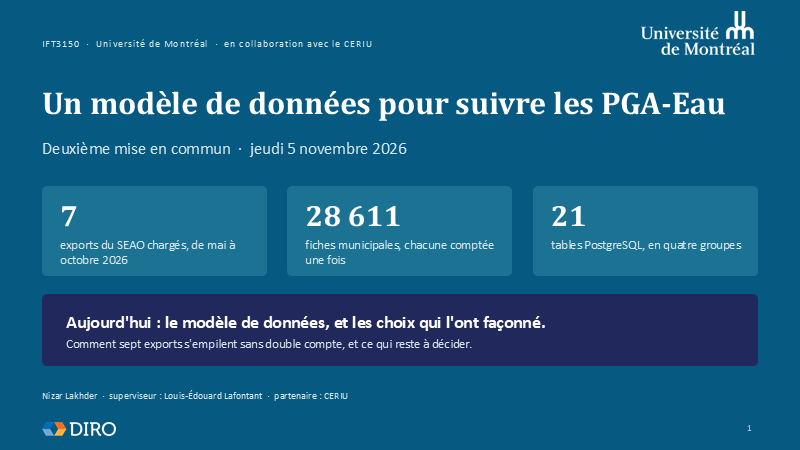 IFT3150 · Université de Montréal · en collaboration avec le CERIU
Université
de Montréal
Un modèle de données pour suivre les PGA-Eau
Deuxième mise en commun · jeudi 5 novembre 2026
7
exports du SEAO chargés, de mai à
octobre 2026
28 611
fiches municipales, chacune comptée
une fois
21
tables PostgreSQL, en quatre groupes
Aujourd'hui : le modèle de données, et les choix qui l'ont façonné.
Comment sept exports s'empilent sans double compte, et ce qui reste à décider.
Nizar Lakhder · superviseur : Louis-Édouard Lafontant · partenaire : CERIU
DIRO
1